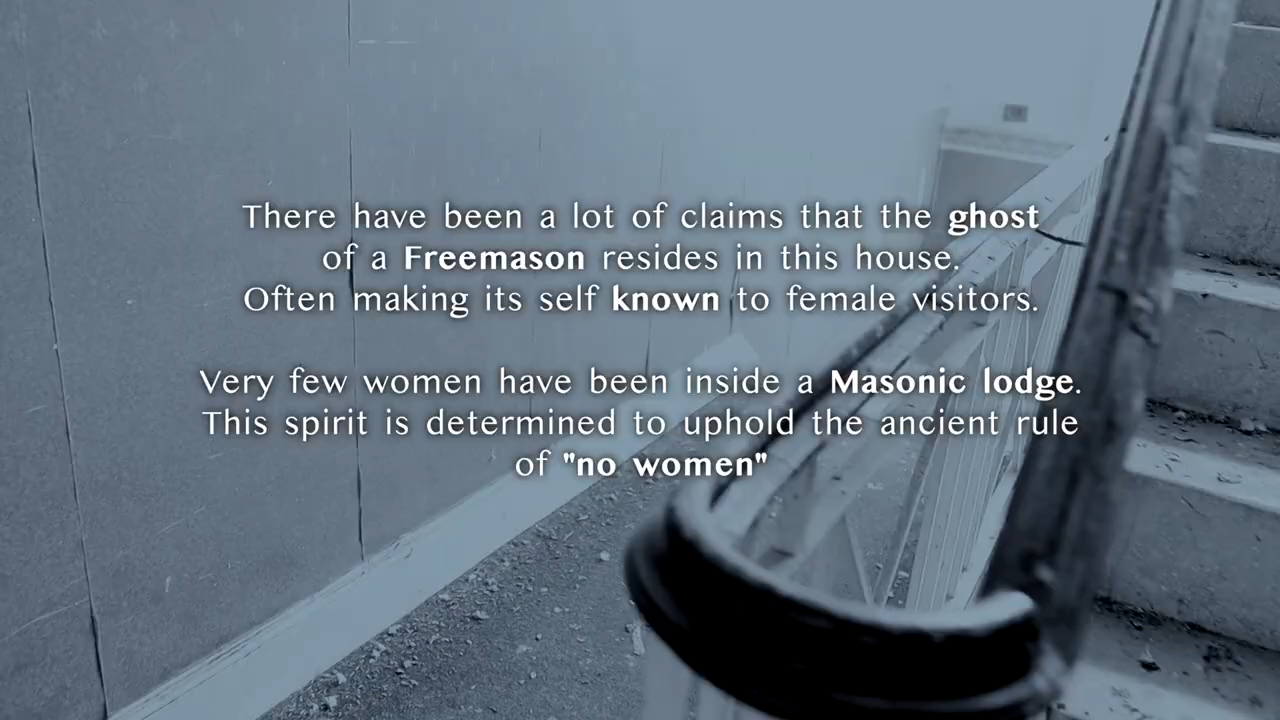 There have been a lot of claims that the ghost
of a Freemason resides in this house.
Often making its self known to female visitors.
Very few women have been inside a Masonic lodge.
This spirit is determined to uphold the ancient rule
of "no women"